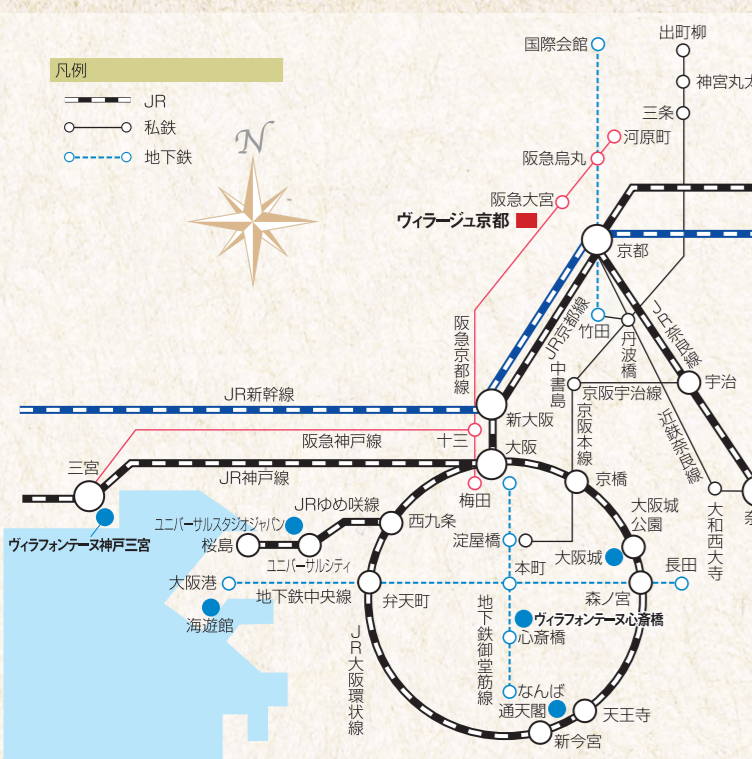 凡例
JR
私鉄
地下鉄
N
国際会館
出町柳
神宮丸太
三条
河原町
阪急烏丸
阪急大宮
ヴィラージュ京都
京都
竹田
丹波橋
JR京都線
JR奈良線
阪急京都線
中書島
京阪宇治線
宇治
京阪本線
近鉄奈良線
JR新幹線
新大阪
十三
大阪
阪急神戸線
三宮
JR神戸線
梅田
京橋
大和西大寺
JRゆめ咲線
西九条
ユニバーサルスタジオジャパン
桜島
ユニバーサルシティ
ヴィラフォンテーヌ神戸三宮
淀屋橋
大阪城
公園
大阪城
本町
長田
大阪港
地下鉄中央線
弁天町
森ノ宮
海遊館
地下鉄御堂筋線
ヴィラフォンテーヌ心斎橋
心斎橋
JR大阪環状線
なんば
通天閣
天王寺
新今宮